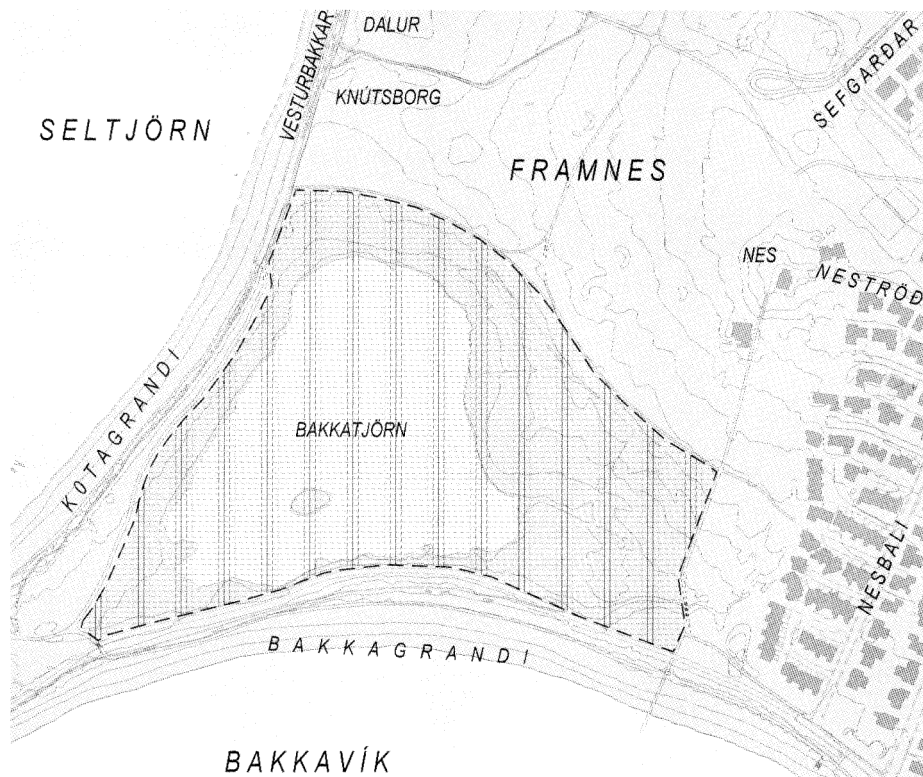 DALUR
SEFGARÐAR
VESTURBAKKAR
KNÚTSBORG
SELTJÖRN
FRAMNES
NES
NESTRÖÐ
KOTAGRANDI
BAKKATJÖRN
NESBALI
BAKKAGRANDI
BAKKAVÍK